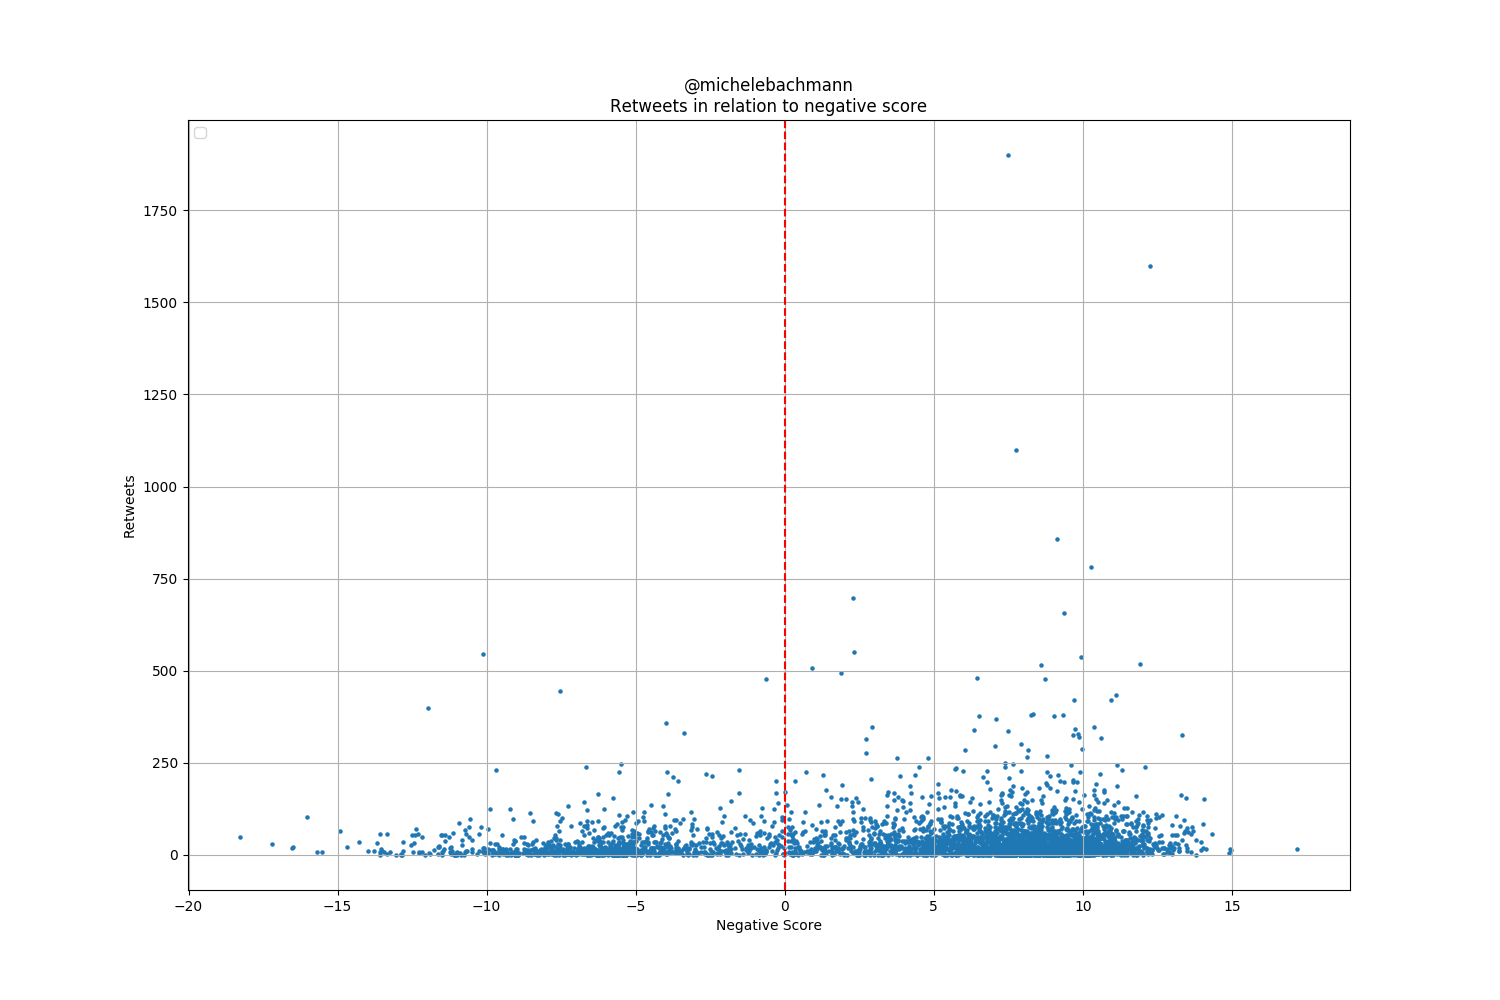 @michelebachmann
Retweets in relation to negative score
1750
1500
1250
1000
750
500
250
0
Retweets
−20 −15 −10 −5 0 5 10 15
Negative Score